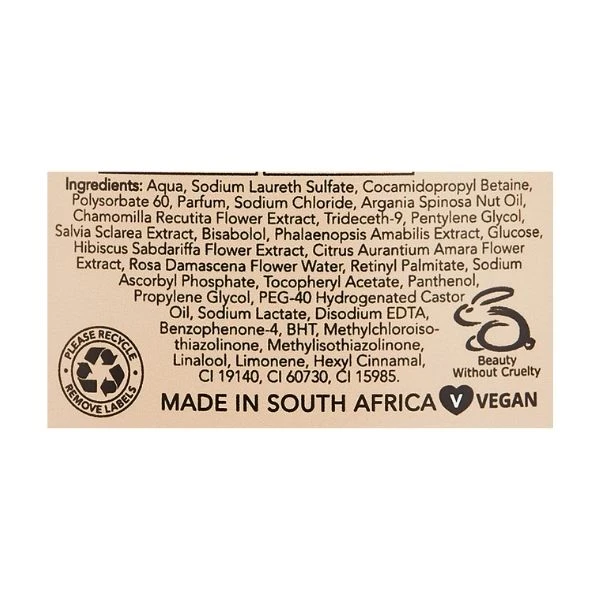 Ingredients: Aqua, Sodium Laureth Sulfate, Cocamidopropyl Betaine,
Polysorbate 60, Parfum, Sodium Chloride, Argania Spinosa Nut Oil,
Chamomilla Recutita Flower Extract, Trideceth-9, Pentylene Glycol,
Salvia Sclarea Extract, Bisabolol, Phalaenopsis Amabilis Extract, Glucose,
Hibiscus Sabdariffa Flower Extract, Citrus Aurantium Amara Flower
Extract, Rosa Damascena Flower Water, Retinyl Palmitate, Sodium
Ascorbyl Phosphate, Tocopheryl Acetate, Panthenol,
Propylene Glycol, PEG-40 Hydrogenated Castor
Oil, Sodium Lactate, Disodium EDTA,
Benzophenone-4, BHT, Methylchloroiso-
thiazolinone, Methylisothiazolinone,
Linalool, Limonene, Hexyl Cinnamal,
CI 19140, CI 60730, CI 15985.
• PLEASE RECYCLE •
REMOVE LABELS
Beauty
Without Cruelty
MADE IN SOUTH AFRICA V VEGAN